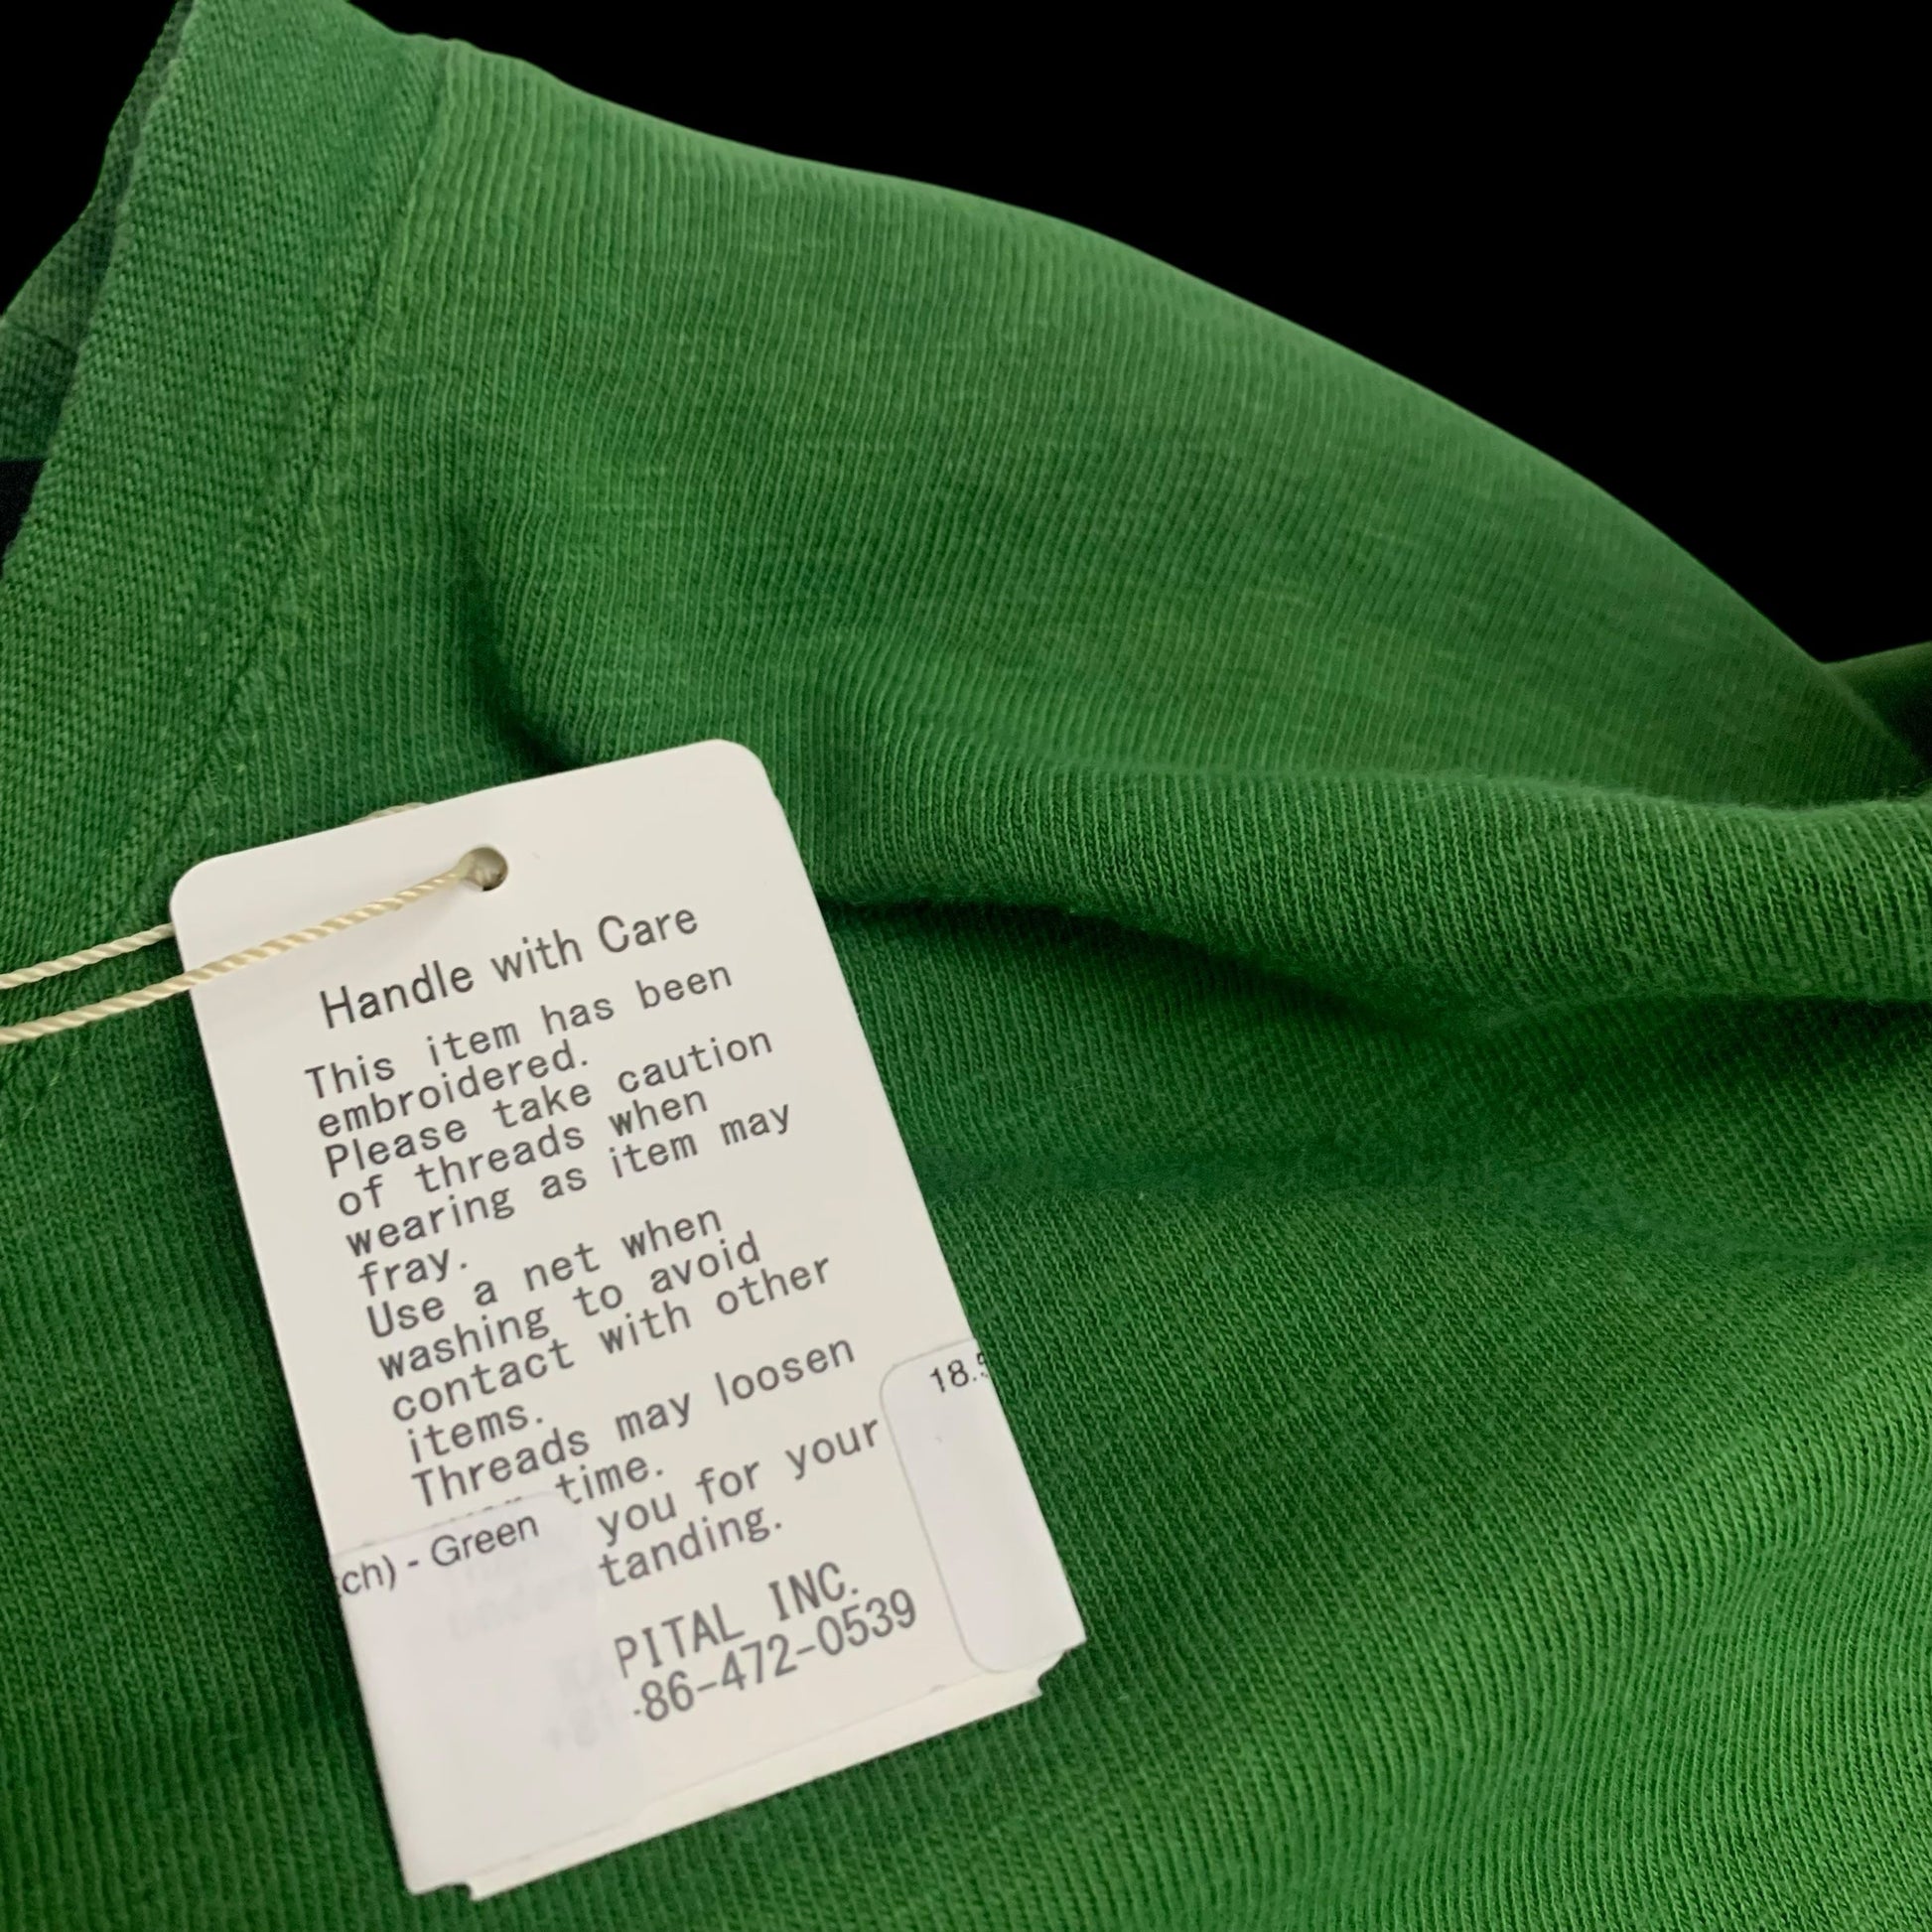 Handle with Care
This item has been
embroidered.
Please take caution
of threads when
wearing as item may
fray.
Use a net when
washing to avoid
contact with other
items.
Threads may loosen
time.
you for your
tanding.
PITAL INC.
86-472-0539
ch) - Green
18.5